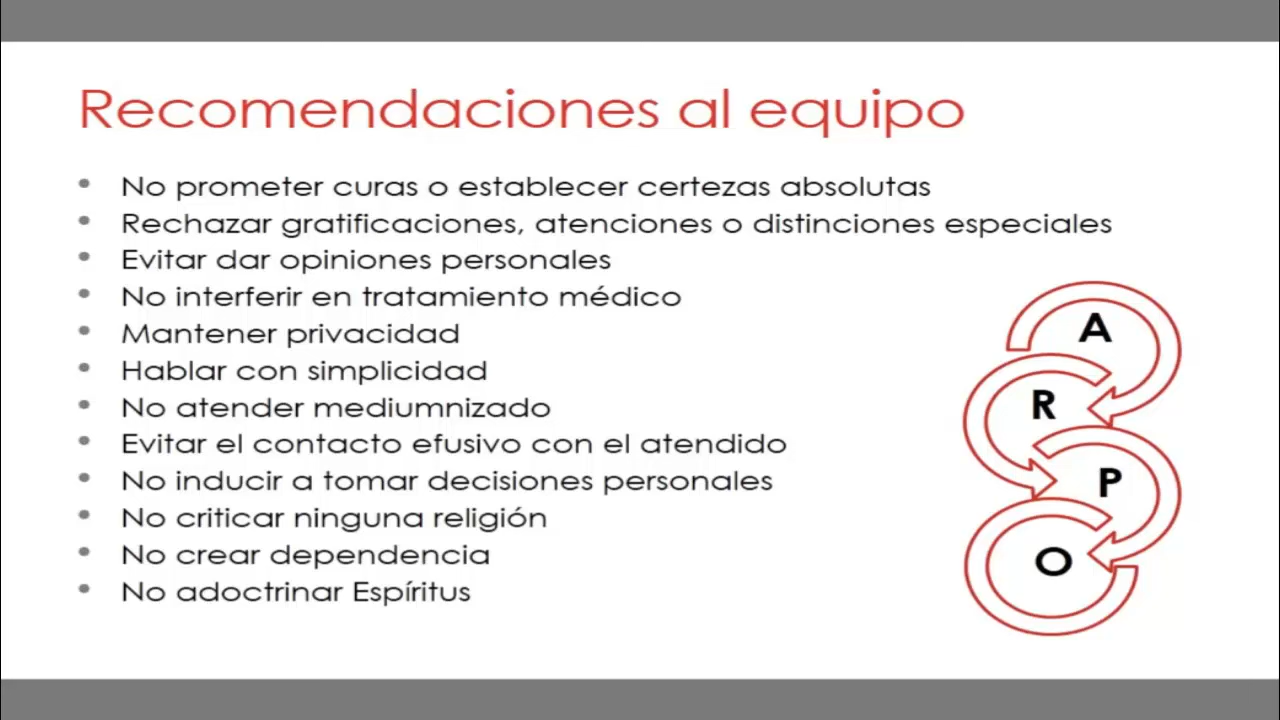 Recomendaciones al equipo
• No prometer curas o establecer certezas absolutas
• Rechazar gratificaciones, atenciones o distinciones especiales
• Evitar dar opiniones personales
• No interferir en tratamiento médico
• Mantener privacidad
• Hablar con simplicidad
• No atender mediumnizado
• Evitar el contacto efusivo con el atendido
• No inducir a tomar decisiones personales
• No criticar ninguna religión
• No crear dependencia
• No adoctrinar Espíritus
A
R
P
O